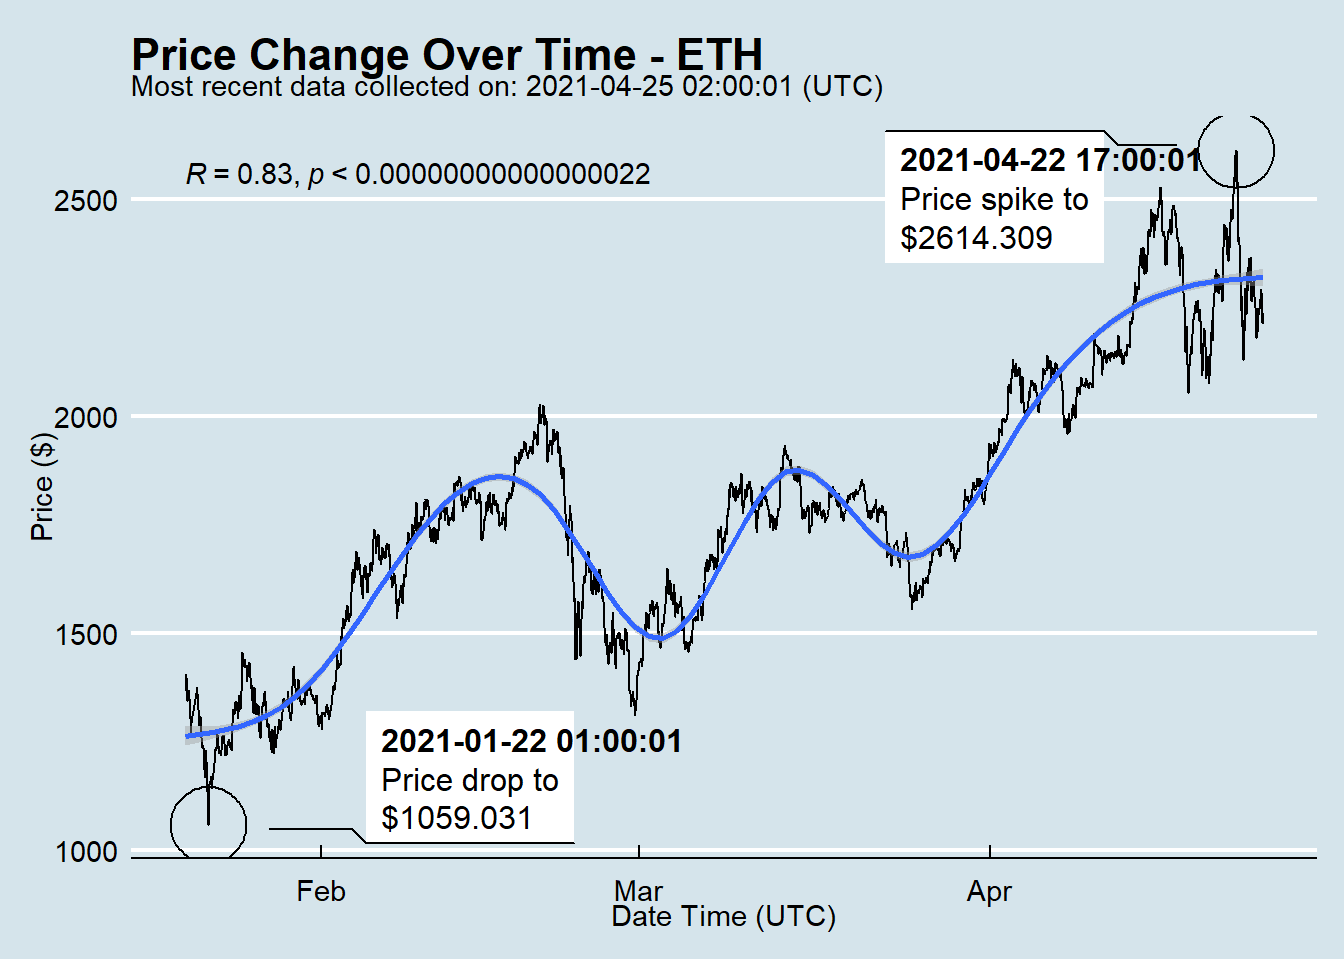 Price Change Over Time - ETH
Most recent data collected on: 2021-04-25 02:00:01 (UTC)
R = 0.83, p < 0.00000000000000022
2021-04-22 17:00:01
Price spike to
$2614.309
2500
2000
1500
1000
Price ($)
2021-01-22 01:00:01
Price drop to
$1059.031
Feb Mar Apr
Date Time (UTC)